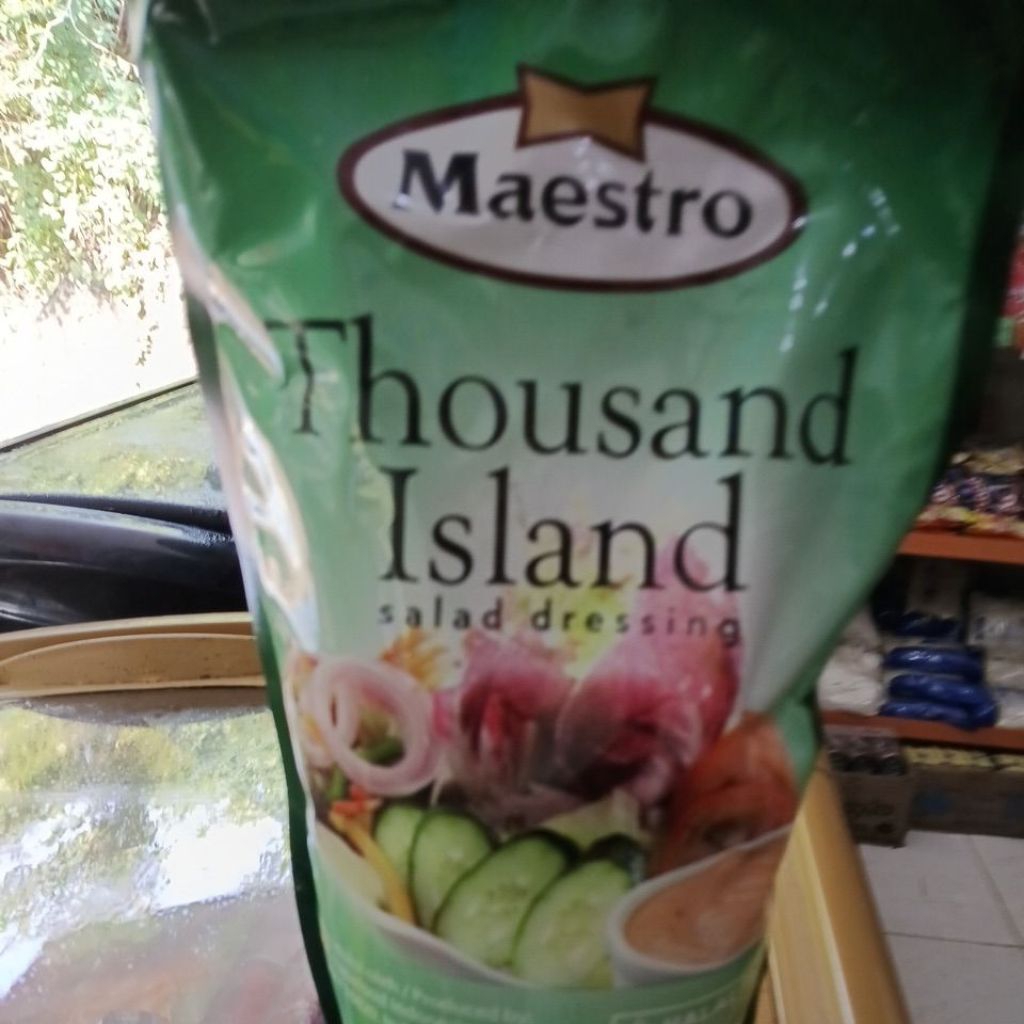 Maestro
Thousand
Island
salad dressing